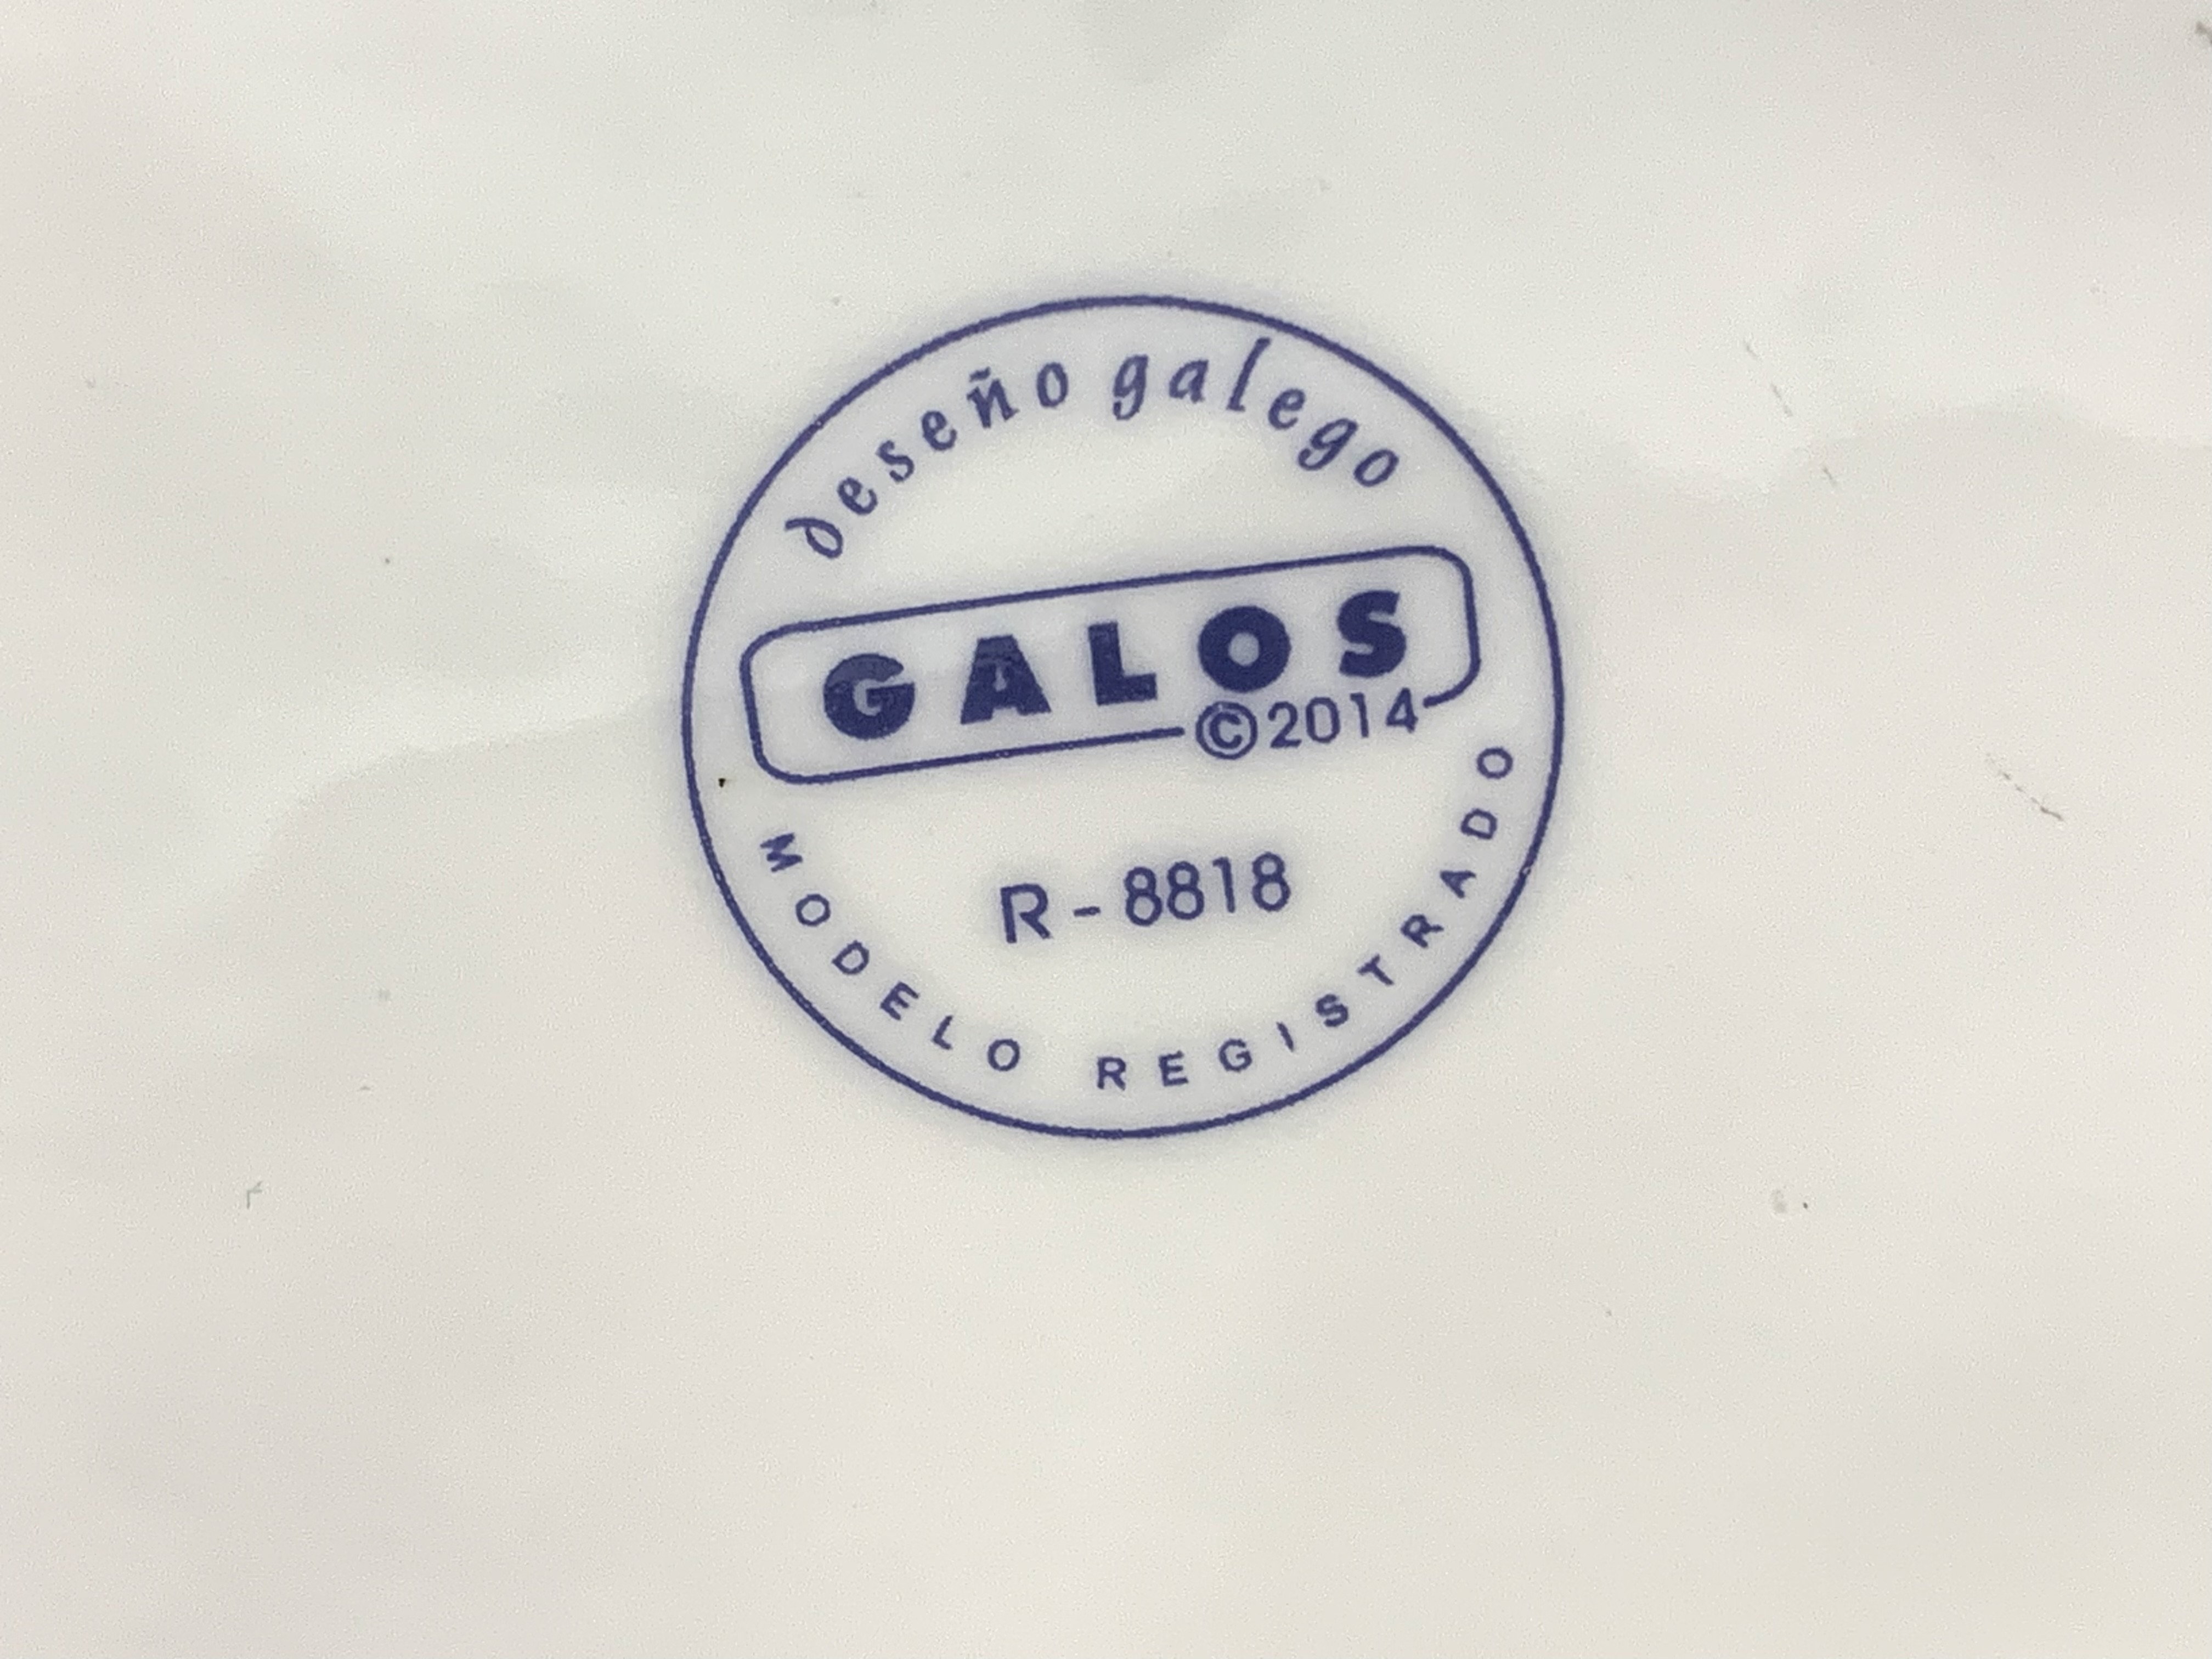 deseño galego
GALOS
©2014
R - 8818
MODELO REGISTRADO